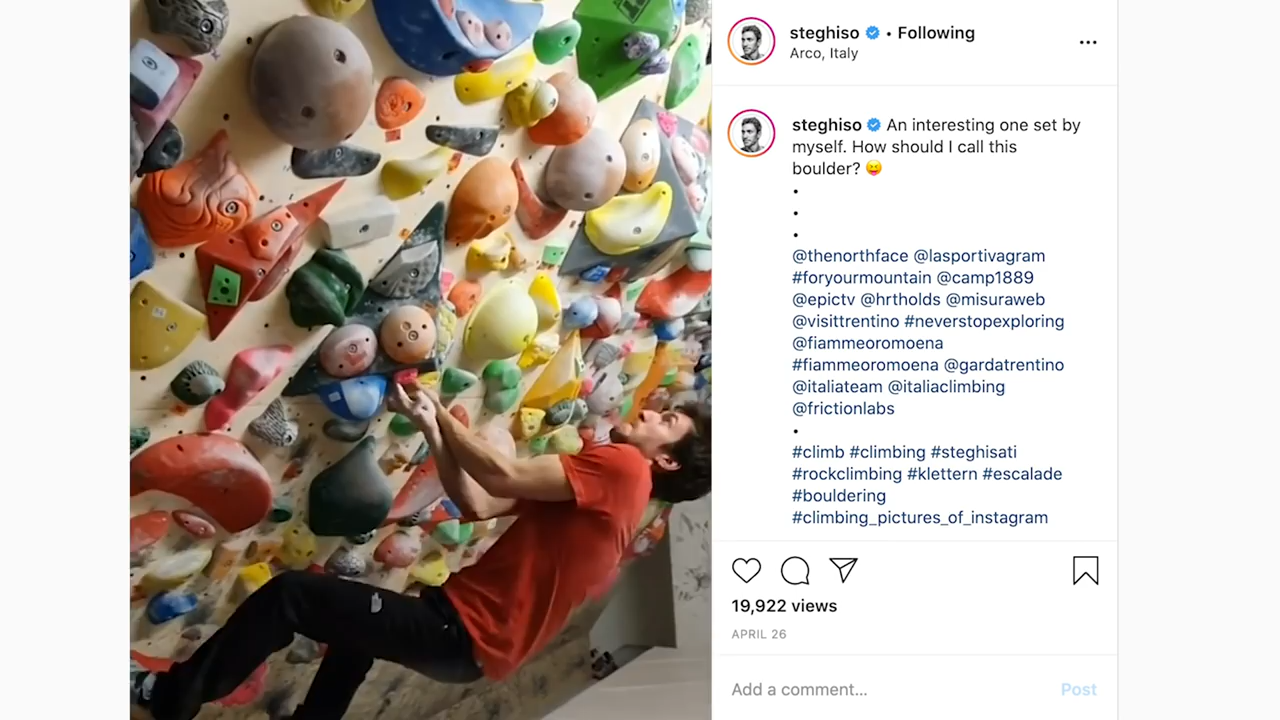 steghiso • Following
Arco, Italy
steghiso An interesting one set by
myself. How should I call this
boulder? 😝
•
•
•
@thenorthface @lasportivagram
#foryourmountain @camp1889
@epictv @hrtholds @misuraweb
@visittrentino #neverstopexploring
@fiammeoromoena
#fiammeoromoena @gardatrentino
@italiateam @italiaclimbing
@frictionlabs
•
#climb #climbing #steghisati
#rockclimbing #klettern #escalade
#bouldering
#climbing_pictures_of_instagram
19,922 views
APRIL 26
Add a comment... Post